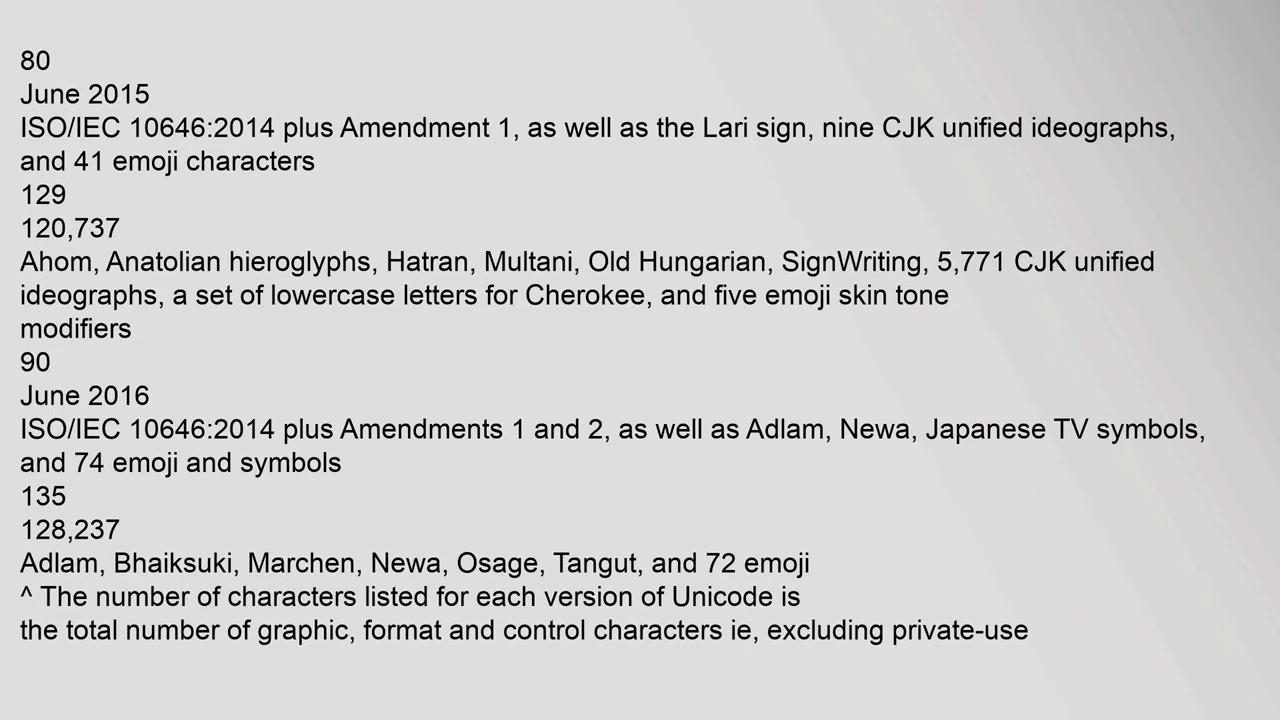 80
June 2015
ISO/IEC 10646:2014 plus Amendment 1, as well as the Lari sign, nine CJK unified ideographs,
and 41 emoji characters
129
120,737
Ahom, Anatolian hieroglyphs, Hatran, Multani, Old Hungarian, SignWriting, 5,771 CJK unified
ideographs, a set of lowercase letters for Cherokee, and five emoji skin tone
modifiers
90
June 2016
ISO/IEC 10646:2014 plus Amendments 1 and 2, as well as Adlam, Newa, Japanese TV symbols,
and 74 emoji and symbols
135
128,237
Adlam, Bhaiksuki, Marchen, Newa, Osage, Tangut, and 72 emoji
^ The number of characters listed for each version of Unicode is
the total number of graphic, format and control characters ie, excluding private-use